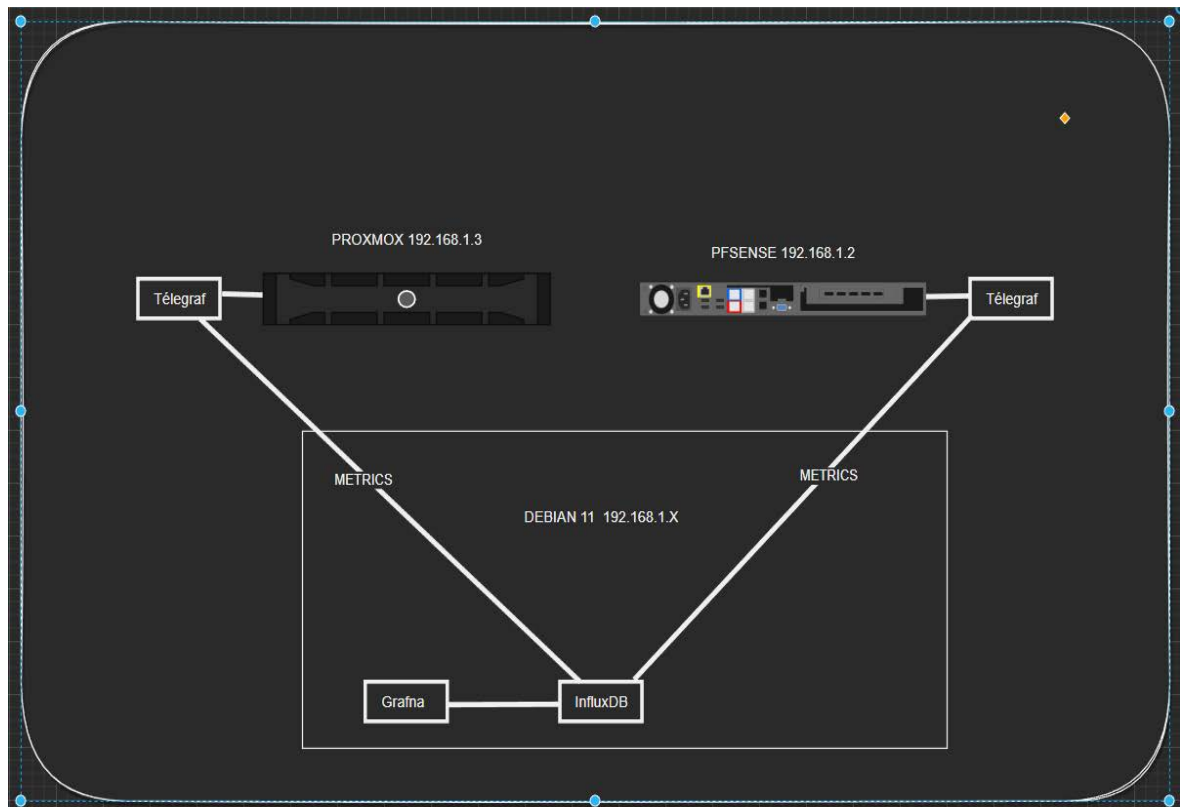 PROXMOX 192.168.1.3
PFSENSE 192.168.1.2
Télegraf
Télegraf
METRICS
METRICS
DEBIAN 11 192.168.1.X
Grafna
InfluxDB